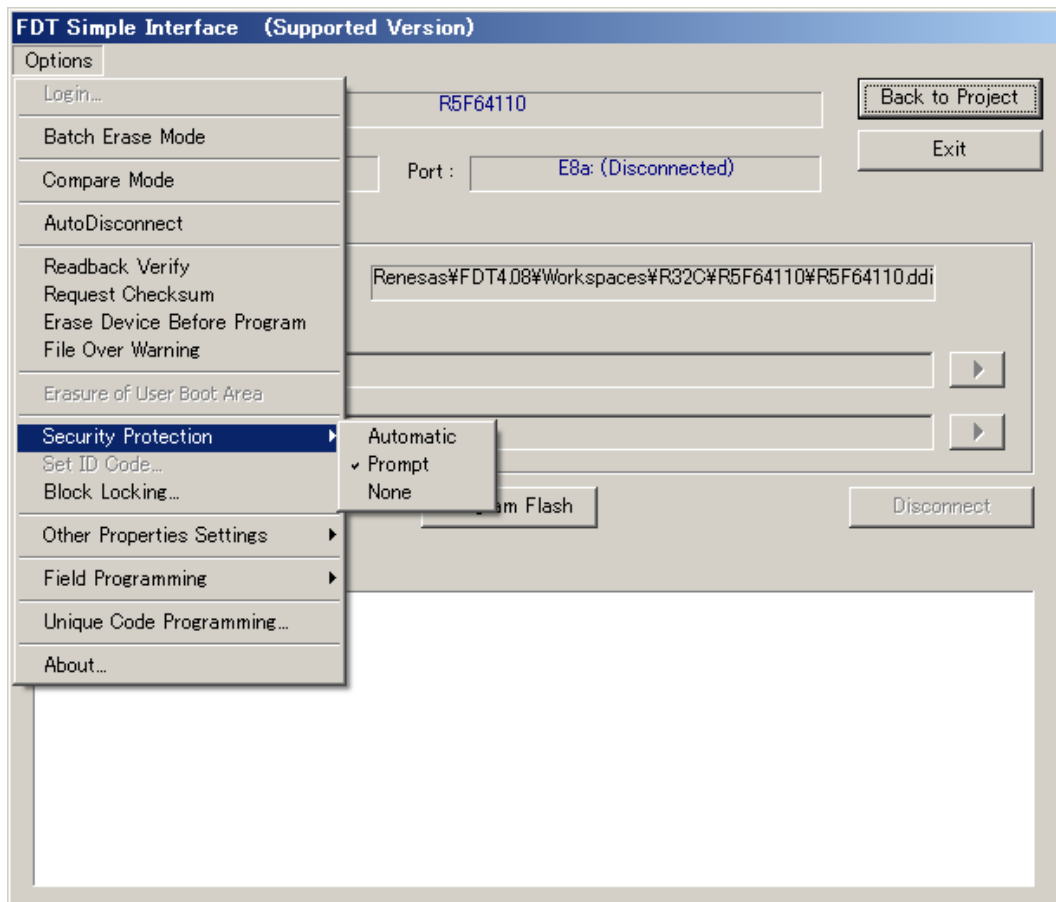 FDT Simple Interface (Supported Version)
Options
Login...
R5F64110
Back to Project
Batch Erase Mode
Exit
Port :
E8a: (Disconnected)
Compare Mode
AutoDisconnect
Readback Verify
Renesas¥FDT4.08¥Workspaces¥R32C¥R5F64110¥R5F64110.ddi
Request Checksum
Erase Device Before Program
File Over Warning
Erasure of User Boot Area
Security Protection
Automatic
Set ID Code...
Prompt
Block Locking...
None
Flash
Disconnect
Other Properties Settings
Field Programming
Unique Code Programming...
About...